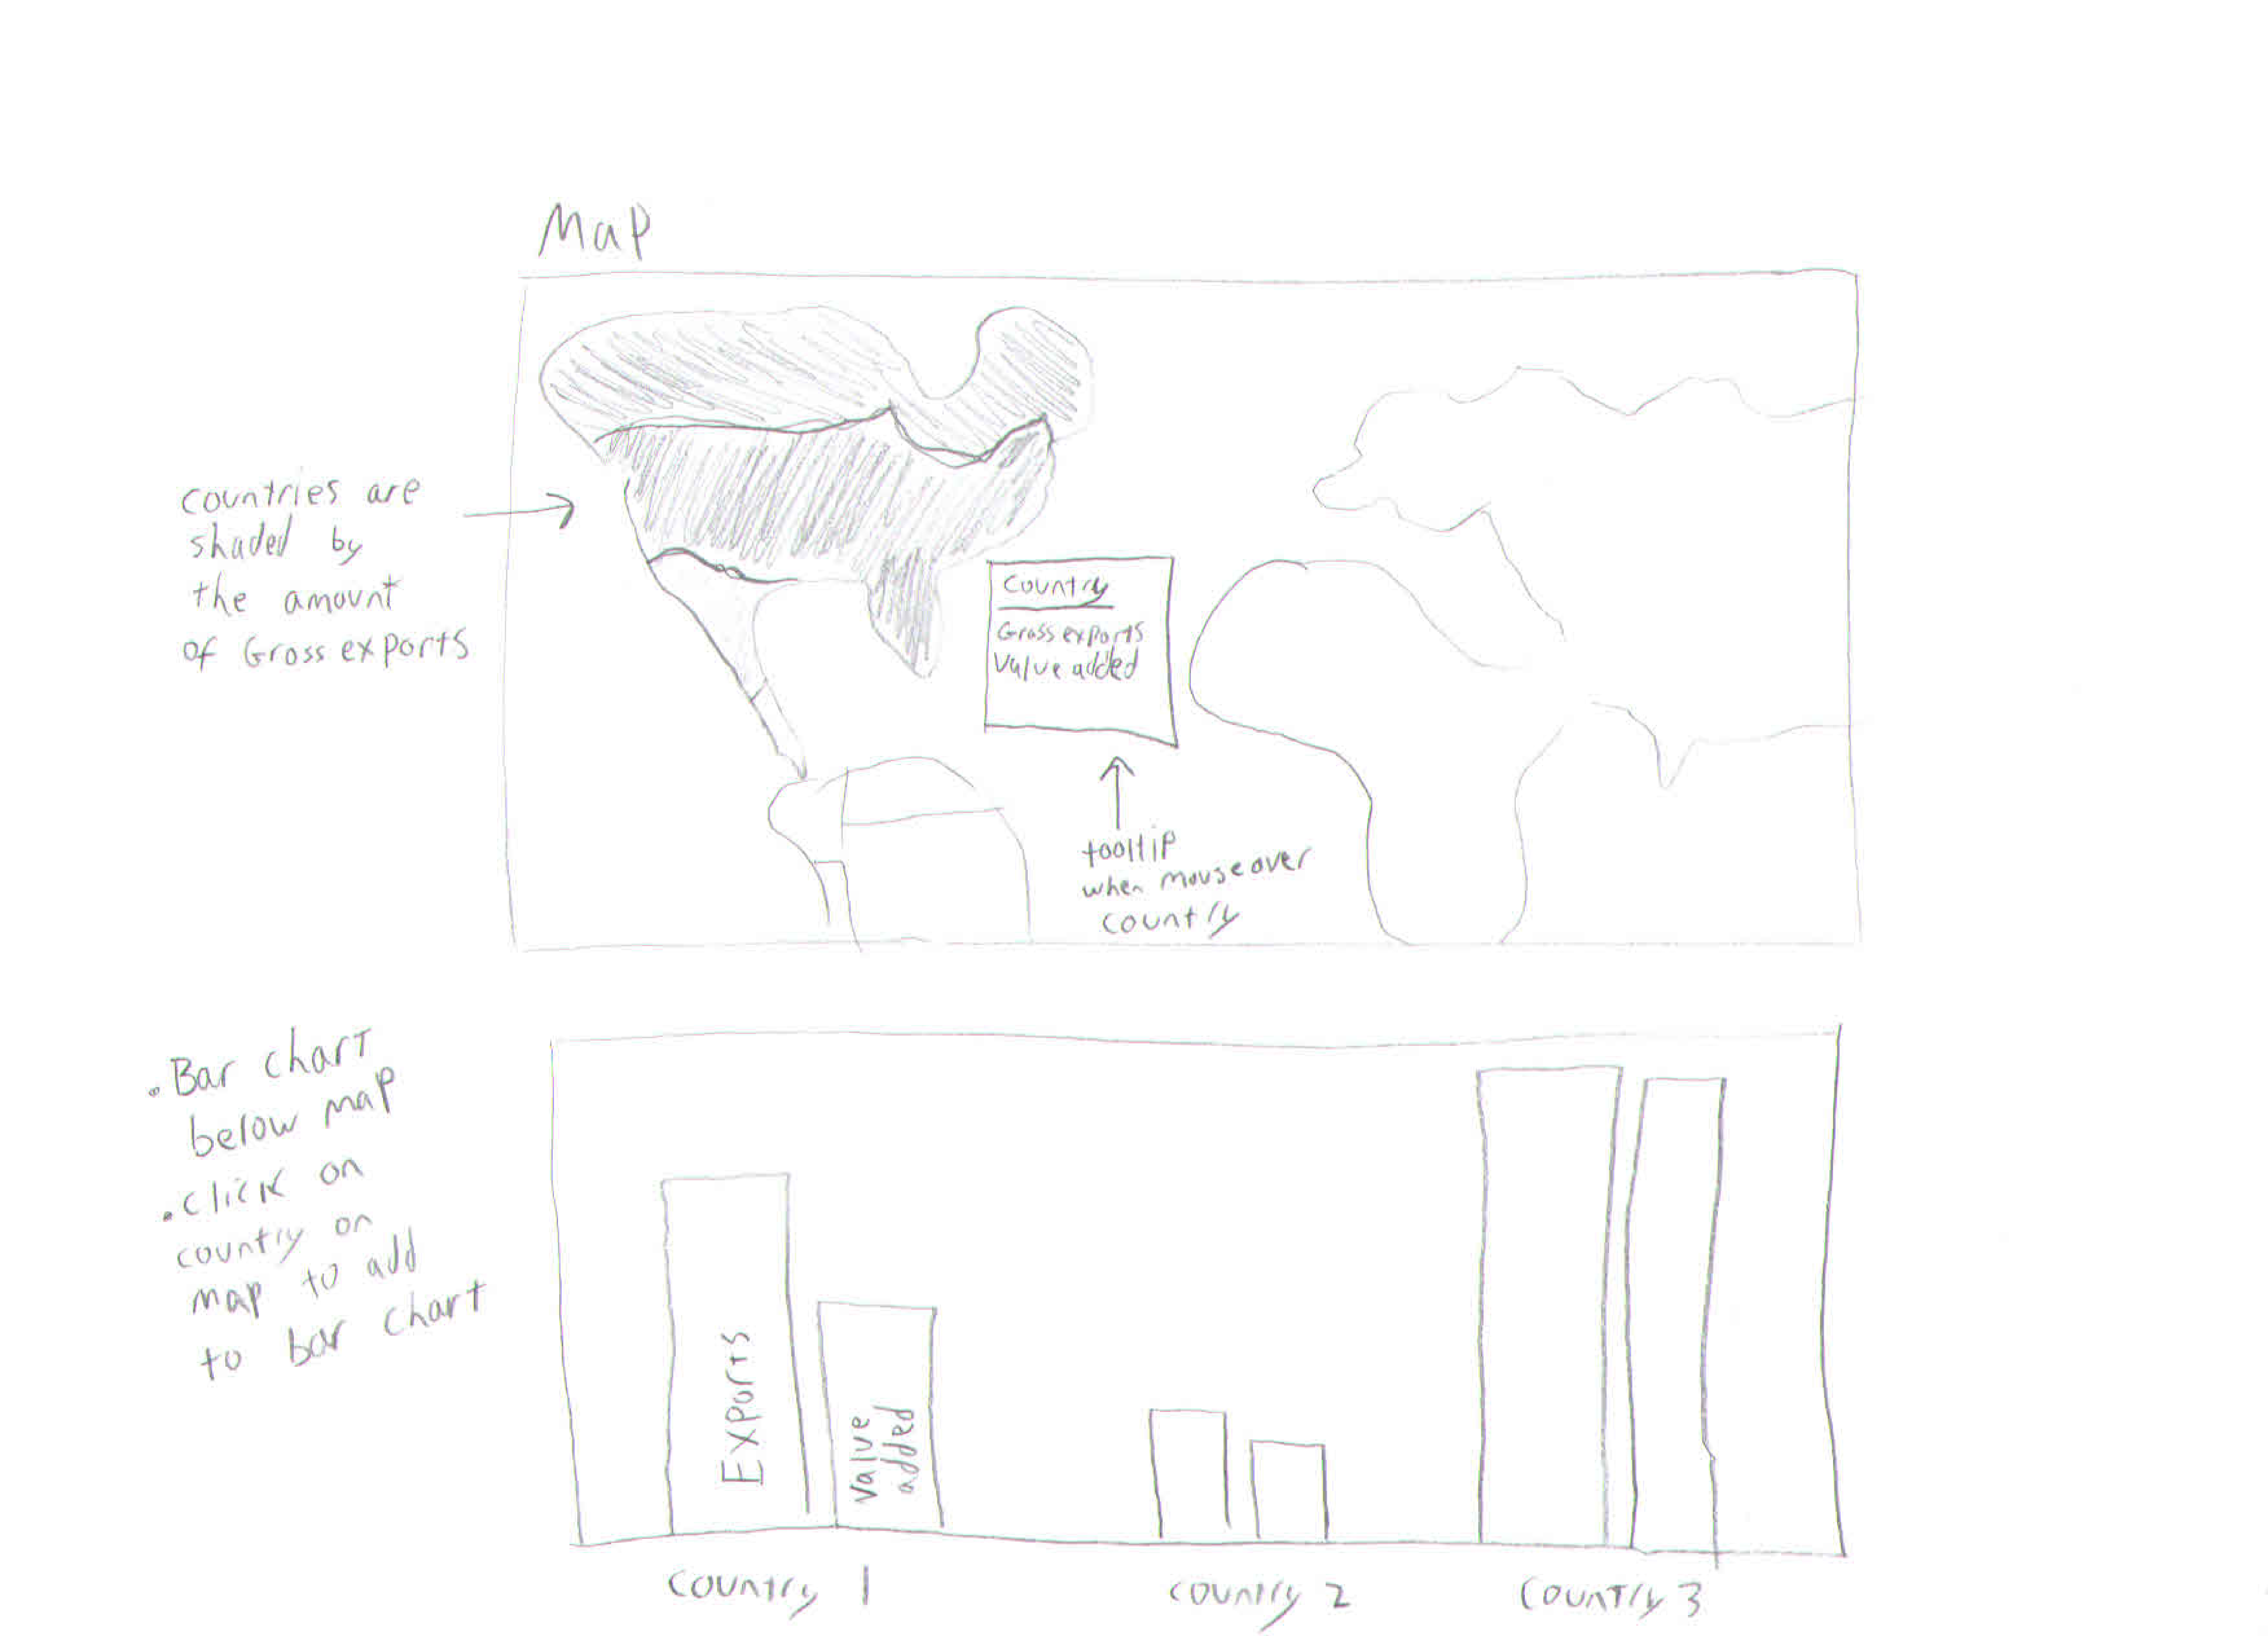 Map
countries are
shaded by
the amount
of Gross exports
Country
Gross exports
Value added
tooltip
when mouseover
country
• Bar chart
below map
• click on
country on
map to add
to bar chart
Exports
Value
added
country 1
country 2
country 3